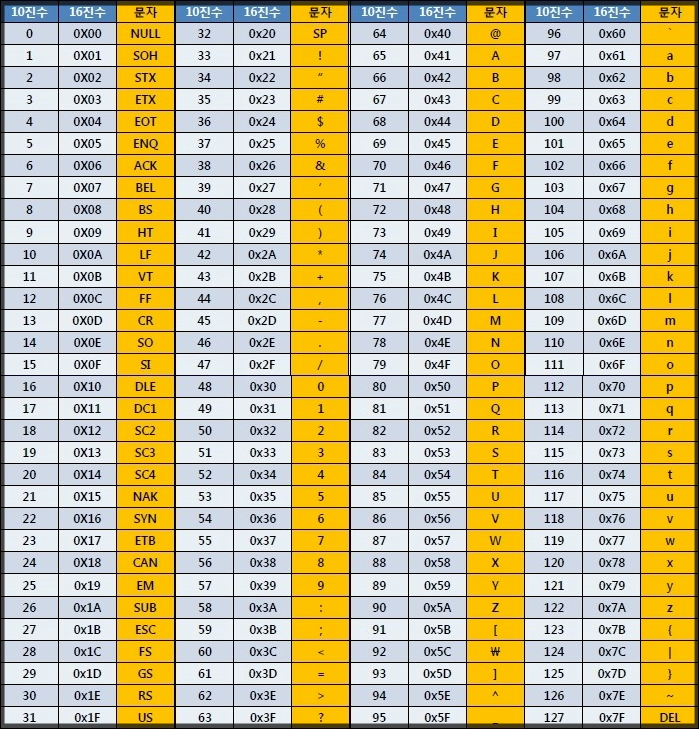 10진수 16진수 문자 10진수 16진수 문자 10진수 16진수 문자 10진수 16진수 문자
0 0X00 NULL 32 0x20 SP 64 0x40 @ 96 0x60 `
1 0X01 SOH 33 0x21 ! 65 0x41 A 97 0x61 a
2 0X02 STX 34 0x22 “ 66 0x42 B 98 0x62 b
3 0X03 ETX 35 0x23 # 67 0x43 C 99 0x63 c
4 0X04 EOT 36 0x24 $ 68 0x44 D 100 0x64 d
5 0X05 ENQ 37 0x25 % 69 0x45 E 101 0x65 e
6 0X06 ACK 38 0x26 & 70 0x46 F 102 0x66 f
7 0X07 BEL 39 0x27 ‘ 71 0x47 G 103 0x67 g
8 0X08 BS 40 0x28 ( 72 0x48 H 104 0x68 h
9 0X09 HT 41 0x29 ) 73 0x49 I 105 0x69 i
10 0X0A LF 42 0x2A * 74 0x4A J 106 0x6A j
11 0X0B VT 43 0x2B + 75 0x4B K 107 0x6B k
12 0X0C FF 44 0x2C , 76 0x4C L 108 0x6C l
13 0X0D CR 45 0x2D - 77 0x4D M 109 0x6D m
14 0X0E SO 46 0x2E . 78 0x4E N 110 0x6E n
15 0X0F SI 47 0x2F / 79 0x4F O 111 0x6F o
16 0X10 DLE 48 0x30 0 80 0x50 P 112 0x70 p
17 0X11 DC1 49 0x31 1 81 0x51 Q 113 0x71 q
18 0X12 SC2 50 0x32 2 82 0x52 R 114 0x72 r
19 0X13 SC3 51 0x33 3 83 0x53 S 115 0x73 s
20 0X14 SC4 52 0x34 4 84 0x54 T 116 0x74 t
21 0X15 NAK 53 0x35 5 85 0x55 U 117 0x75 u
22 0X16 SYN 54 0x36 6 86 0x56 V 118 0x76 v
23 0X17 ETB 55 0x37 7 87 0x57 W 119 0x77 w
24 0X18 CAN 56 0x38 8 88 0x58 X 120 0x78 x
25 0x19 EM 57 0x39 9 89 0x59 Y 121 0x79 y
26 0x1A SUB 58 0x3A : 90 0x5A Z 122 0x7A z
27 0x1B ESC 59 0x3B ; 91 0x5B [ 123 0x7B {
28 0x1C FS 60 0x3C < 92 0x5C ₩ 124 0x7C |
29 0x1D GS 61 0x3D = 93 0x5D ] 125 0x7D }
30 0x1E RS 62 0x3E > 94 0x5E ^ 126 0x7E ~
31 0x1F US 63 0x3F ? 95 0x5F _ 127 0x7F DEL